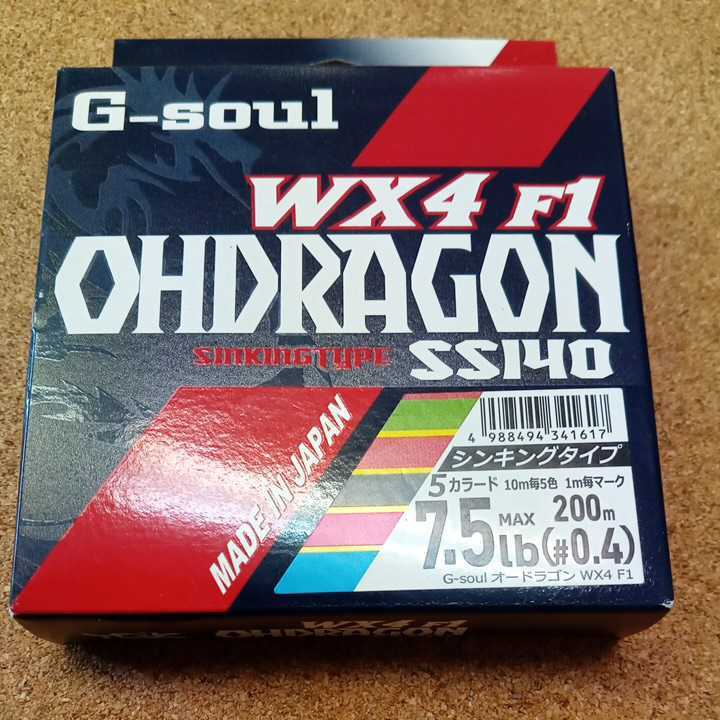 G-soul
WX4 F1
OHDRAGON
SINKINGTYPE SS140
MADE IN JAPAN
4 988494 341617
シンキングタイプ
5カラード 10m毎5色 1m毎マーク
7.5lb MAX 200m (#0.4)
G-soul オードラゴン WX4 F1
WX4 F1
YGK OHDRAGON